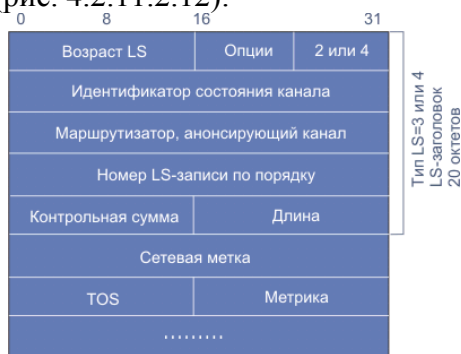 рис. 4.2.11.2.12).
0 8 16 31
Возраст LS Опции 2 или 4
Идентификатор состояния канала
Маршрутизатор, анонсирующий канал
Номер LS-записи по порядку
Контрольная сумма Длина
Сетевая метка
TOS Метрика
.........
Тип LS=3 или 4
LS-заголовок
20 октетов